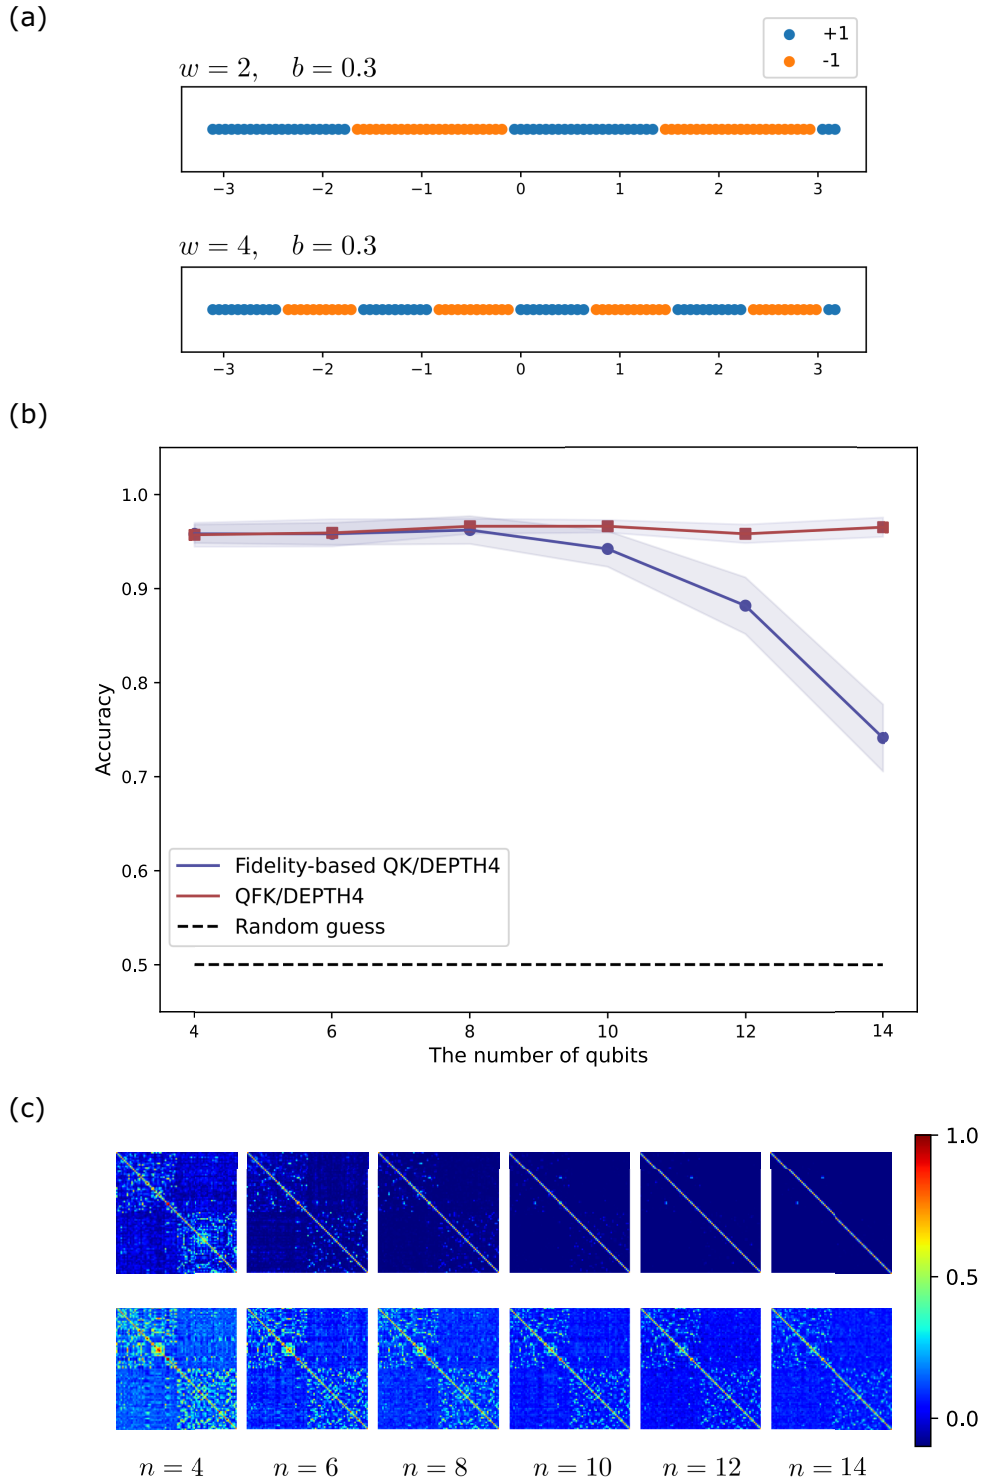 (a)
+1
-1
w = 2, b = 0.3
−3 −2 −1 0 1 2 3
w = 4, b = 0.3
−3 −2 −1 0 1 2 3
(b)
1.0
0.9
0.8
0.7
0.6
0.5
Accuracy
Fidelity-based QK/DEPTH4
QFK/DEPTH4
Random guess
4 6 8 10 12 14
The number of qubits
(c)
1.0
0.5
0.0
n = 4 n = 6 n = 8 n = 10 n = 12 n = 14